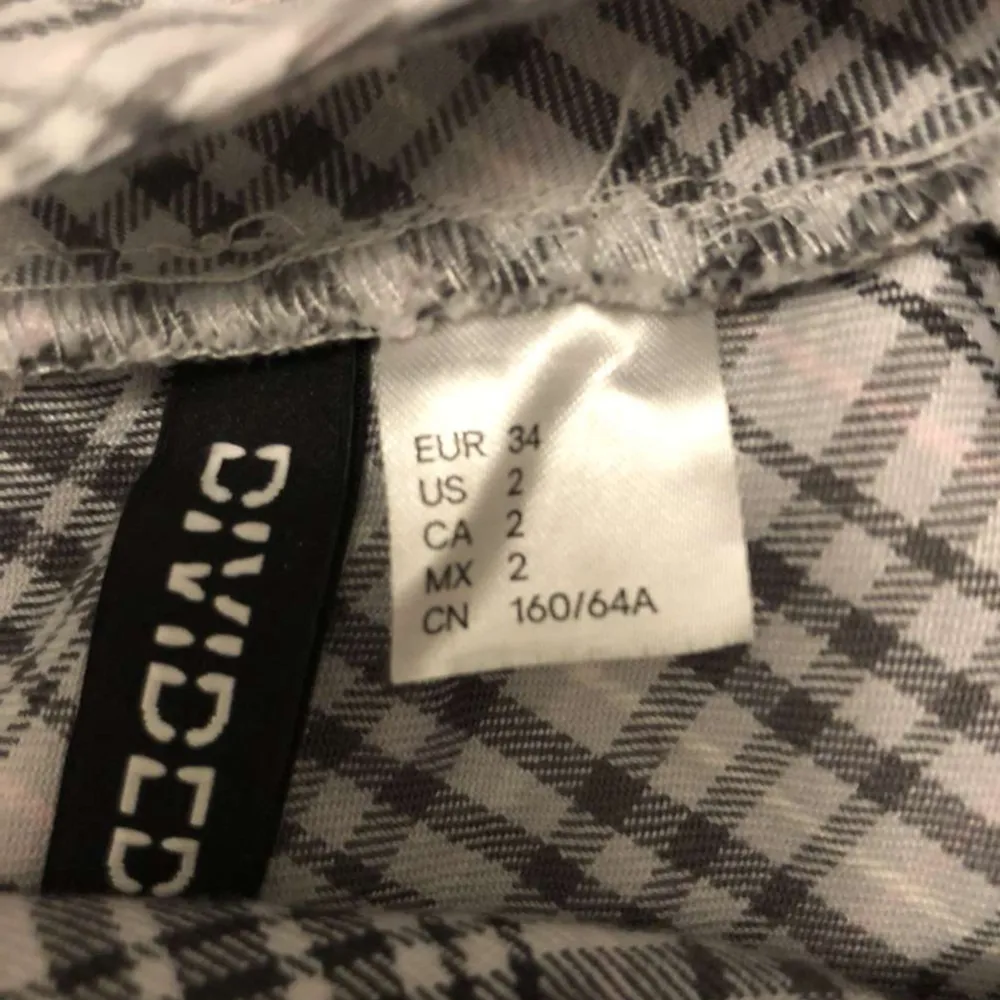 DIVIDED
EUR 34
US 2
CA 2
MX 2
CN 160/64A